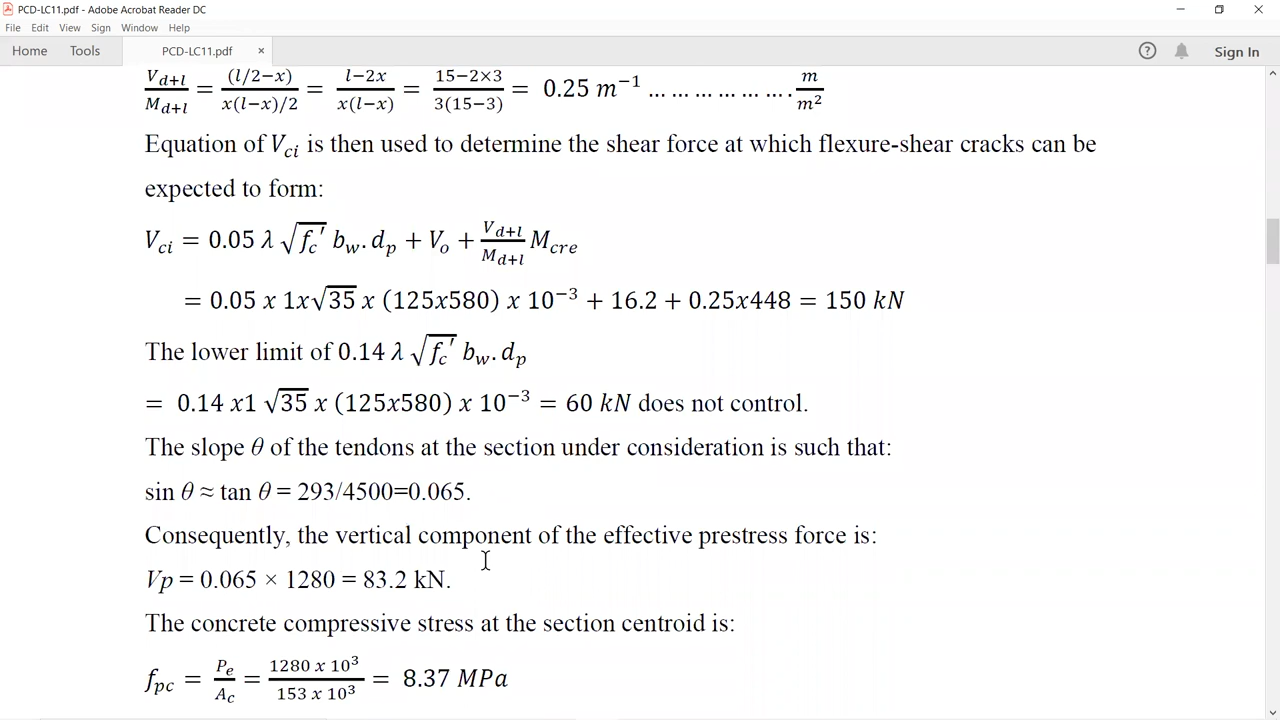 PCD-LC11.pdf - Adobe Acrobat Reader DC
File Edit View Sign Window Help
Home Tools PCD-LC11.pdf × Sign In
V_{d+l}/M_{d+l} = (l/2−x)/(x(l−x)/2) = (l−2x)/(x(l−x)) = (15−2×3)/(3(15−3)) = 0.25 m⁻¹ … … … … … … . m/m²
Equation of V_{ci} is then used to determine the shear force at which flexure-shear cracks can be
expected to form:
V_{ci} = 0.05 λ √f_c′ b_w. d_p + V_o + V_{d+l}/M_{d+l} M_{cre}
= 0.05 x 1x√35 x (125x580) x 10⁻³ + 16.2 + 0.25x448 = 150 kN
The lower limit of 0.14 λ √f_c′ b_w. d_p
= 0.14 x1 √35 x (125x580) x 10⁻³ = 60 kN does not control.
The slope θ of the tendons at the section under consideration is such that:
sin θ ≈ tan θ = 293/4500=0.065.
Consequently, the vertical component of the effective prestress force is:
Vp = 0.065 × 1280 = 83.2 kN.
The concrete compressive stress at the section centroid is:
f_{pc} = P_e/A_c = (1280 x 10³)/(153 x 10³) = 8.37 MPa